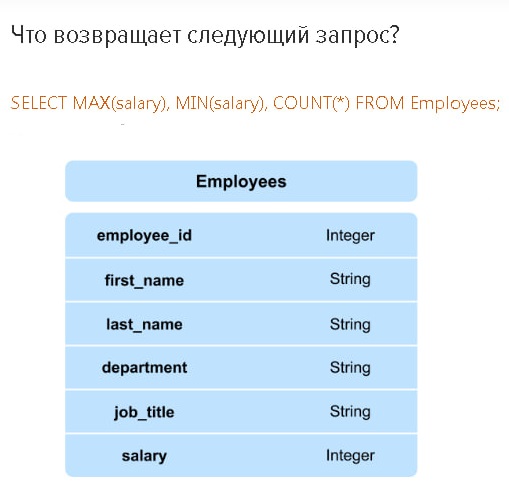 Что возвращает следующий запрос?
SELECT MAX(salary), MIN(salary), COUNT(*) FROM Employees;
Employees
employee_id Integer
first_name String
last_name String
department String
job_title String
salary Integer